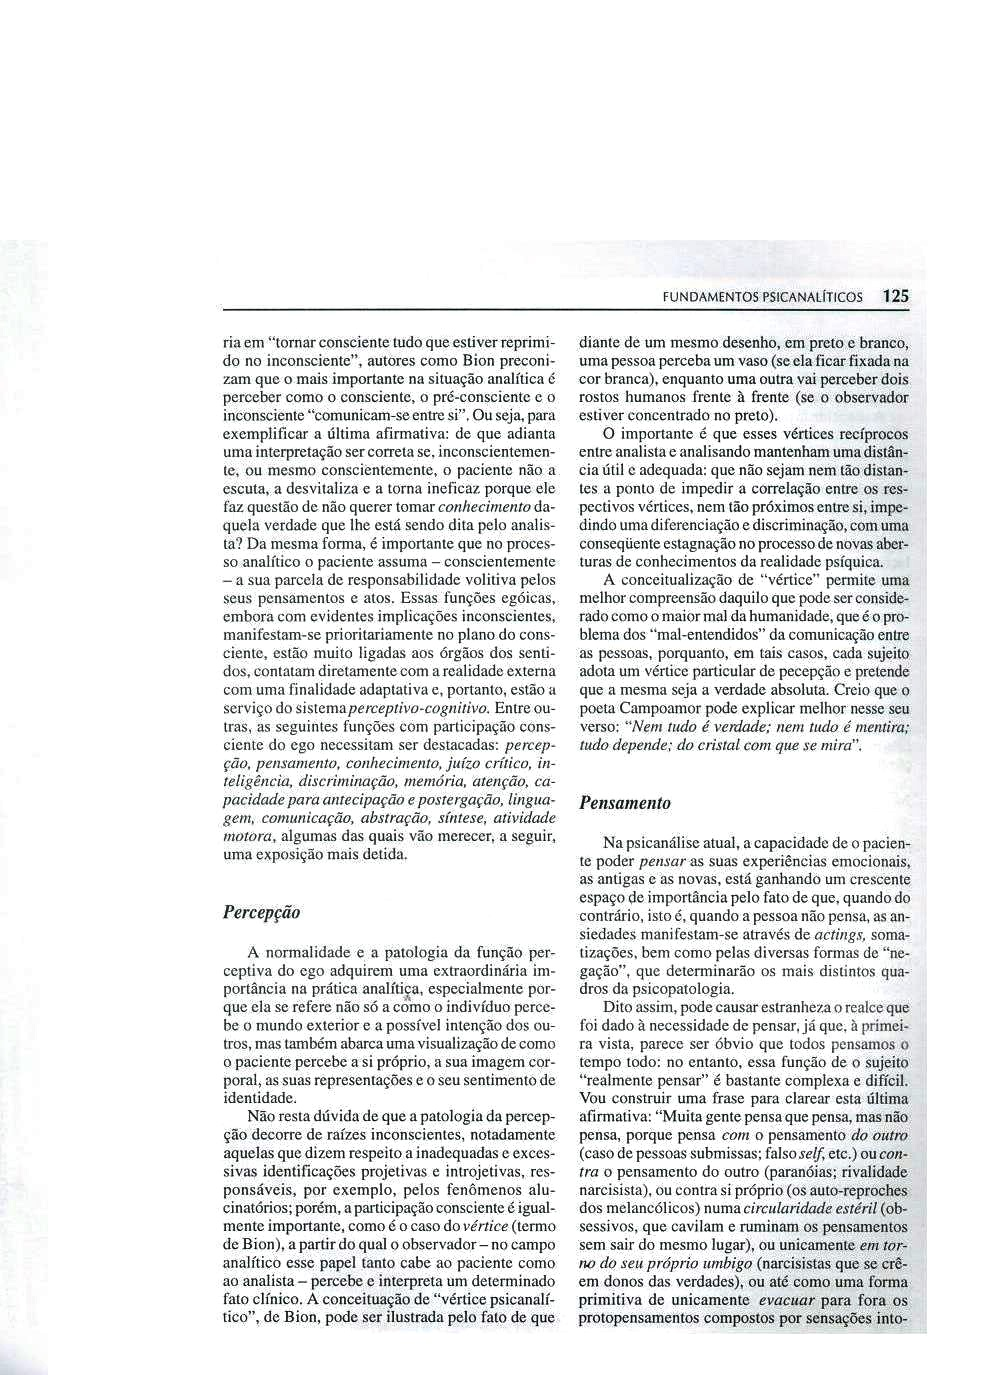 FUNDAMENTOS PSICANALÍTICOS 125
ria em “tornar consciente tudo que estiver reprimi-
do no inconsciente”, autores como Bion preconi-
zam que o mais importante na situação analítica é
perceber como o consciente, o pré-consciente e o
inconsciente “comunicam-se entre si”. Ou seja, para
exemplificar a última afirmativa: de que adianta
uma interpretação ser correta se, inconscientemen-
te, ou mesmo conscientemente, o paciente não a
escuta, a desvitaliza e a torna ineficaz porque ele
faz questão de não querer tomar conhecimento da-
quela verdade que lhe está sendo dita pelo analis-
ta? Da mesma forma, é importante que no proces-
so analítico o paciente assuma – conscientemente
– a sua parcela de responsabilidade volitiva pelos
seus pensamentos e atos. Essas funções egóicas,
embora com evidentes implicações inconscientes,
manifestam-se prioritariamente no plano do cons-
ciente, estão muito ligadas aos órgãos dos senti-
dos, contatam diretamente com a realidade externa
com uma finalidade adaptativa e, portanto, estão a
serviço do sistema perceptivo-cognitivo. Entre ou-
tras, as seguintes funções com participação cons-
ciente do ego necessitam ser destacadas: percep-
ção, pensamento, conhecimento, juízo crítico, in-
teligência, discriminação, memória, atenção, ca-
pacidade para antecipação e postergação, lingua-
gem, comunicação, abstração, síntese, atividade
motora, algumas das quais vão merecer, a seguir,
uma exposição mais detida.
Percepção
A normalidade e a patologia da função per-
ceptiva do ego adquirem uma extraordinária im-
portância na prática analítica, especialmente por-
que ela se refere não só a como o indivíduo perce-
be o mundo exterior e a possível intenção dos ou-
tros, mas também abarca uma visualização de como
o paciente percebe a si próprio, a sua imagem cor-
poral, as suas representações e o seu sentimento de
identidade.
Não resta dúvida de que a patologia da percep-
ção decorre de raízes inconscientes, notadamente
aquelas que dizem respeito a inadequadas e exces-
sivas identificações projetivas e introjetivas, res-
ponsáveis, por exemplo, pelos fenômenos alu-
cinatórios; porém, a participação consciente é igual-
mente importante, como é o caso do vértice (termo
de Bion), a partir do qual o observador – no campo
analítico esse papel tanto cabe ao paciente como
ao analista – percebe e interpreta um determinado
fato clínico. A conceituação de “vértice psicanalí-
tico”, de Bion, pode ser ilustrada pelo fato de que
diante de um mesmo desenho, em preto e branco,
uma pessoa perceba um vaso (se ela ficar fixada na
cor branca), enquanto uma outra vai perceber dois
rostos humanos frente à frente (se o observador
estiver concentrado no preto).
O importante é que esses vértices recíprocos
entre analista e analisando mantenham uma distân-
cia útil e adequada: que não sejam nem tão distan-
tes a ponto de impedir a correlação entre os res-
pectivos vértices, nem tão próximos entre si, impe-
dindo uma diferenciação e discriminação, com uma
conseqüente estagnação no processo de novas aber-
turas de conhecimentos da realidade psíquica.
A conceitualização de “vértice” permite uma
melhor compreensão daquilo que pode ser conside-
rado como o maior mal da humanidade, que é o pro-
blema dos “mal-entendidos” da comunicação entre
as pessoas, porquanto, em tais casos, cada sujeito
adota um vértice particular de pecepção e pretende
que a mesma seja a verdade absoluta. Creio que o
poeta Campoamor pode explicar melhor nesse seu
verso: “Nem tudo é verdade; nem tudo é mentira;
tudo depende; do cristal com que se mira”.
Pensamento
Na psicanálise atual, a capacidade de o pacien-
te poder pensar as suas experiências emocionais,
as antigas e as novas, está ganhando um crescente
espaço de importância pelo fato de que, quando do
contrário, isto é, quando a pessoa não pensa, as an-
siedades manifestam-se através de actings, soma-
tizações, bem como pelas diversas formas de “ne-
gação”, que determinarão os mais distintos qua-
dros da psicopatologia.
Dito assim, pode causar estranheza o realce que
foi dado à necessidade de pensar, já que, à primei-
ra vista, parece ser óbvio que todos pensamos o
tempo todo: no entanto, essa função de o sujeito
“realmente pensar” é bastante complexa e difícil.
Vou construir uma frase para clarear esta última
afirmativa: “Muita gente pensa que pensa, mas não
pensa, porque pensa com o pensamento do outro
(caso de pessoas submissas; falso self, etc.) ou con-
tra o pensamento do outro (paranóias; rivalidade
narcisista), ou contra si próprio (os auto-reproches
dos melancólicos) numa circularidade estéril (ob-
sessivos, que cavilam e ruminam os pensamentos
sem sair do mesmo lugar), ou unicamente em tor-
no do seu próprio umbigo (narcisistas que se crê-
em donos das verdades), ou até como uma forma
primitiva de unicamente evacuar para fora os
protopensamentos compostos por sensações into-